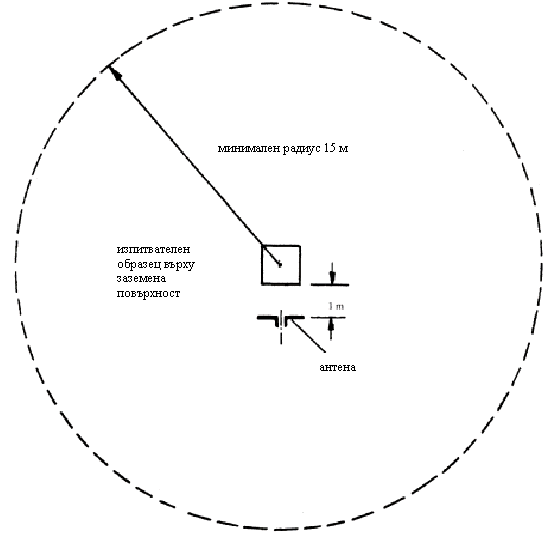 минимален радиус 15 м
изпитвателен
образец върху
заземена
повърхност
1 m
антена